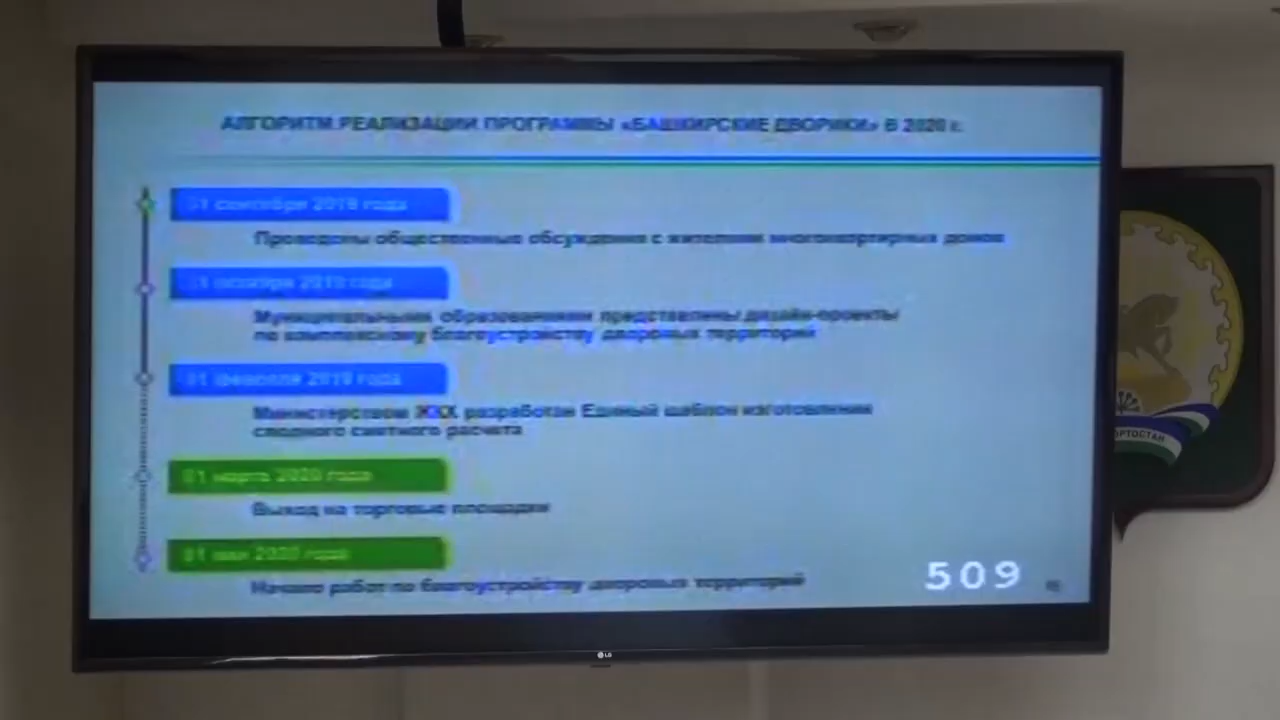 АЛГОРИТМ РЕАЛИЗАЦИИ ПРОГРАММЫ «БАШКИРСКИЕ ДВОРИКИ» В 2020 г.
01 сентября 2019 года
Проведены общественные обсуждения с жителями многоквартирных домов
2019 года
Муниципальными образованиями представлены дизайн-проекты
по комплексному благоустройству дворовых территорий
01 февраля 2019 года
Министерством ЖКХ разработан Единый шаблон изготовления
сводного сметного расчета
01 марта 2020 года
Выход на торговые площадки
01 мая 2020 года
Начало работ по благоустройству дворовых территорий
509
LG
ОРТОСТАН